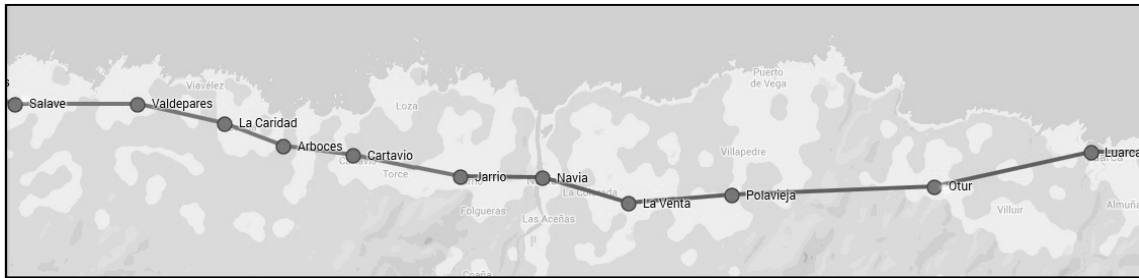 Puerto
de Vega
Viavélez
s
Salave
Valdepares
Loza
La Caridad
Arboces
Cartavio
Villapedre
Luarca
Torce
Jarrio
Navia
Otur
La Venta
Polavieja
Almuña
Folgueras
Las Aceñas
Villuir
Coaña